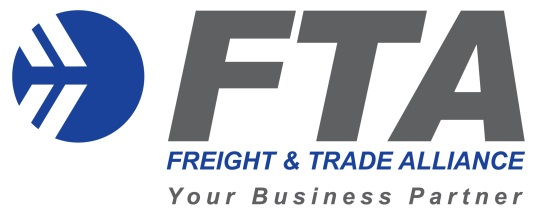 FTA
FREIGHT & TRADE ALLIANCE
Your Business Partner